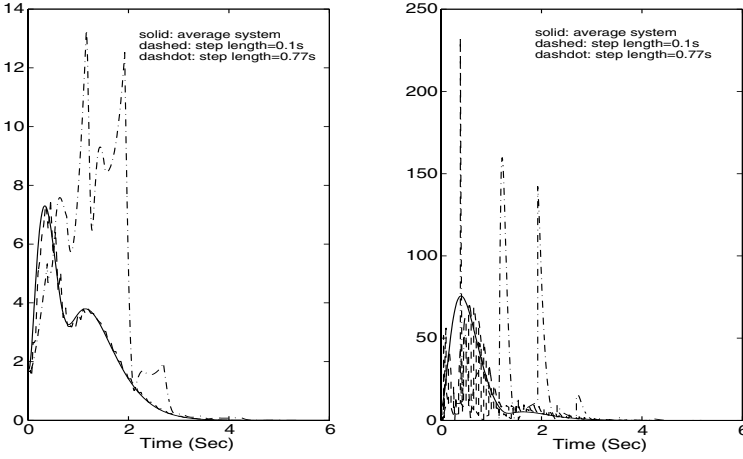 14
12
10
8
6
4
2
0
0
2
4
6
Time (Sec)
solid: average system
dashed: step length=0.1s
dashdot: step length=0.77s
250
200
150
100
50
0
0
2
4
6
Time (Sec)
solid: average system
dashed: step length=0.1s
dashdot: step length=0.77s